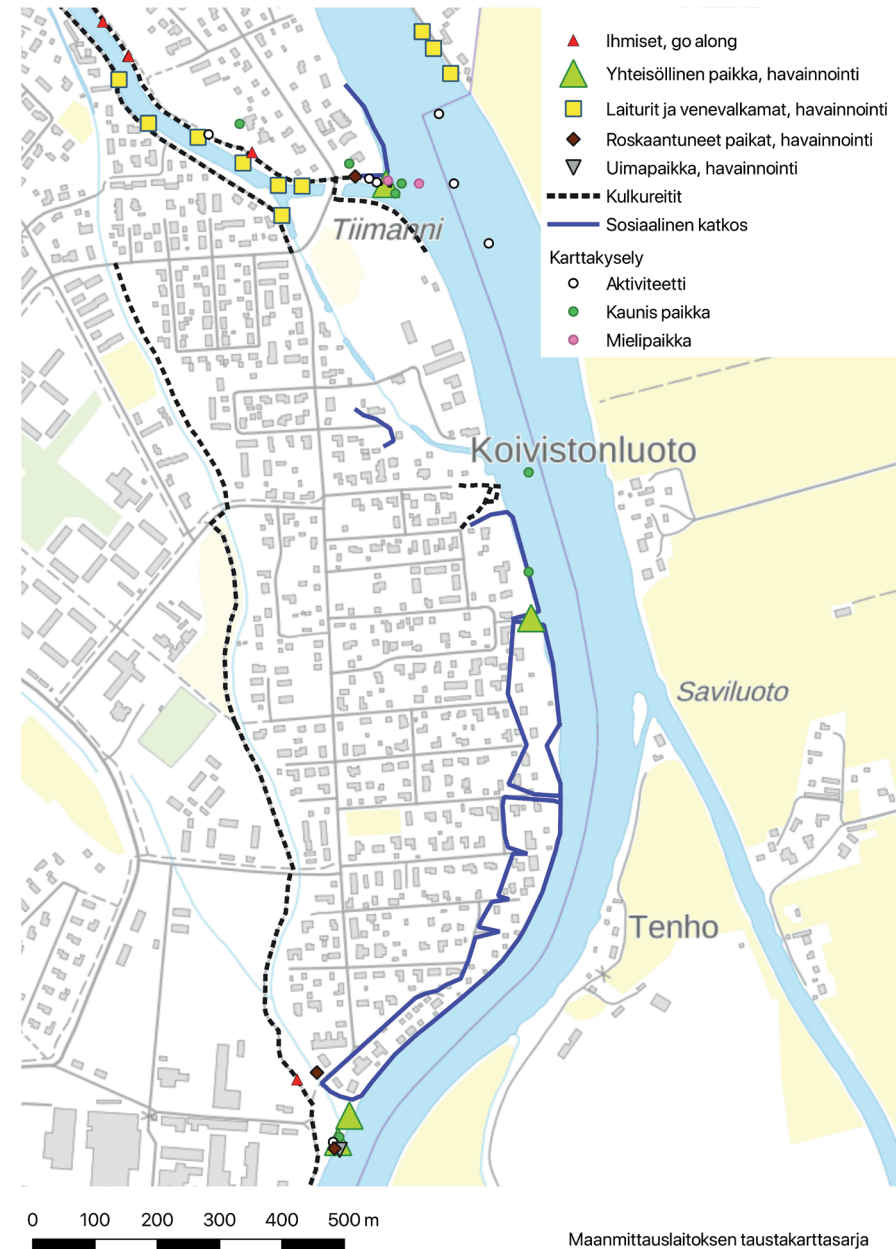 Ihmiset, go along
Yhteisöllinen paikka, havainnointi
Laiturit ja venevalkamat, havainnointi
Roskaantuneet paikat, havainnointi
Uimapaikka, havainnointi
Kulkureitit
Sosiaalinen katkos
Karttakysely
Aktiviteetti
Kaunis paikka
Mielipaikka
Tiimanni
Koivistonluoto
Saviluoto
Tenho
0 100 200 300 400 500 m
Maanmittauslaitoksen taustakarttasarja